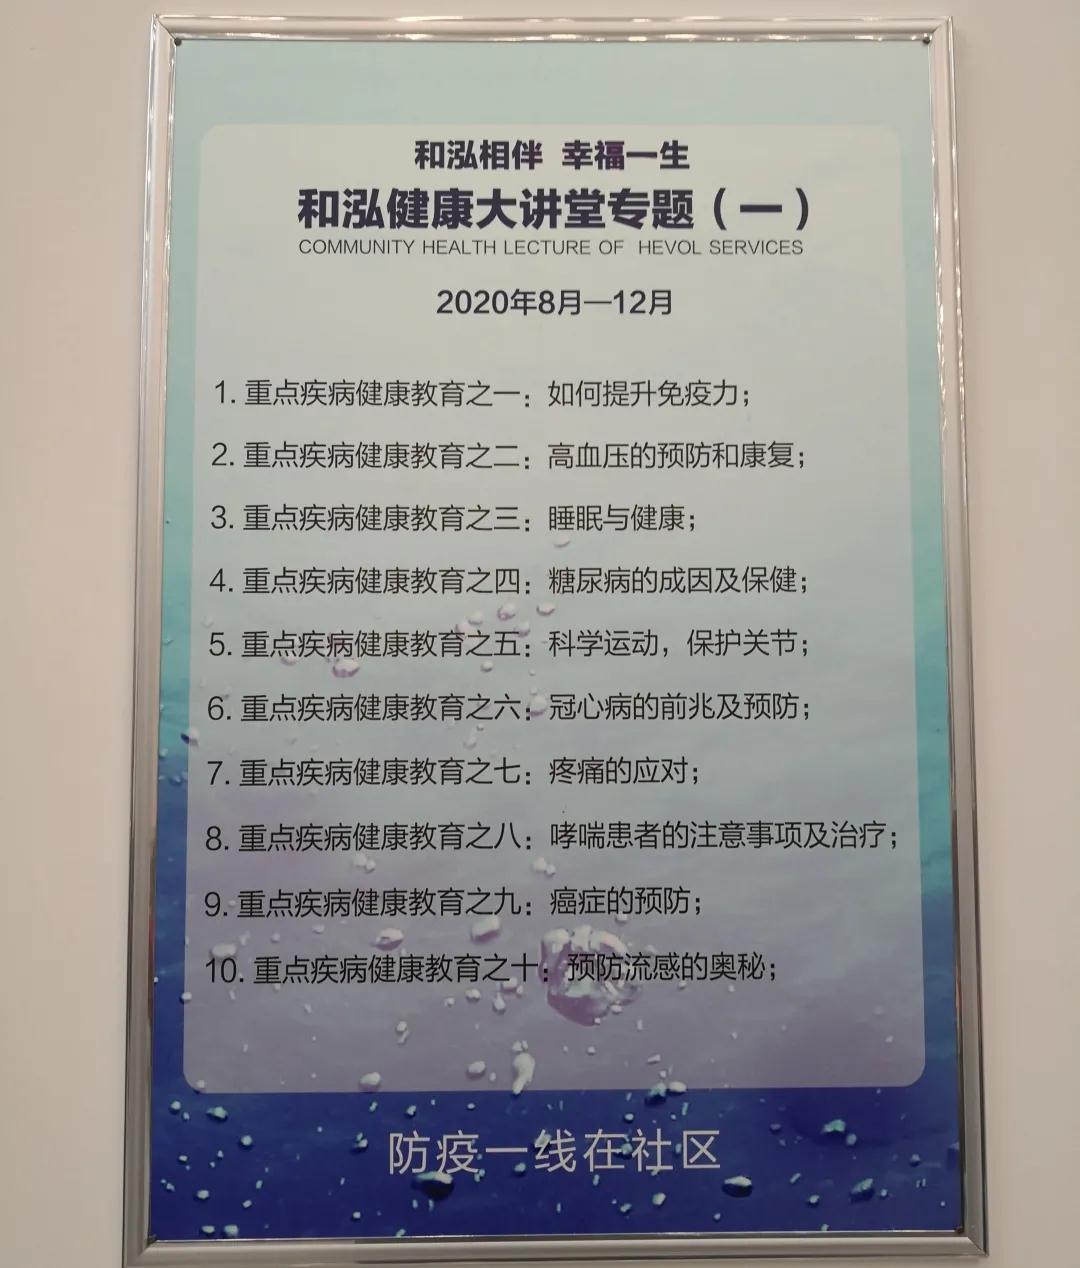 和泓相伴 幸福一生
和泓健康大讲堂专题（一）
COMMUNITY HEALTH LECTURE OF HEVOL SERVICES
2020年8月—12月
1. 重点疾病健康教育之一：如何提升免疫力；
2. 重点疾病健康教育之二：高血压的预防和康复；
3. 重点疾病健康教育之三：睡眠与健康；
4. 重点疾病健康教育之四：糖尿病的成因及保健；
5. 重点疾病健康教育之五：科学运动，保护关节；
6. 重点疾病健康教育之六：冠心病的前兆及预防；
7. 重点疾病健康教育之七：疼痛的应对；
8. 重点疾病健康教育之八：哮喘患者的注意事项及治疗；
9. 重点疾病健康教育之九：癌症的预防；
10. 重点疾病健康教育之十：预防流感的奥秘；
防疫一线在社区